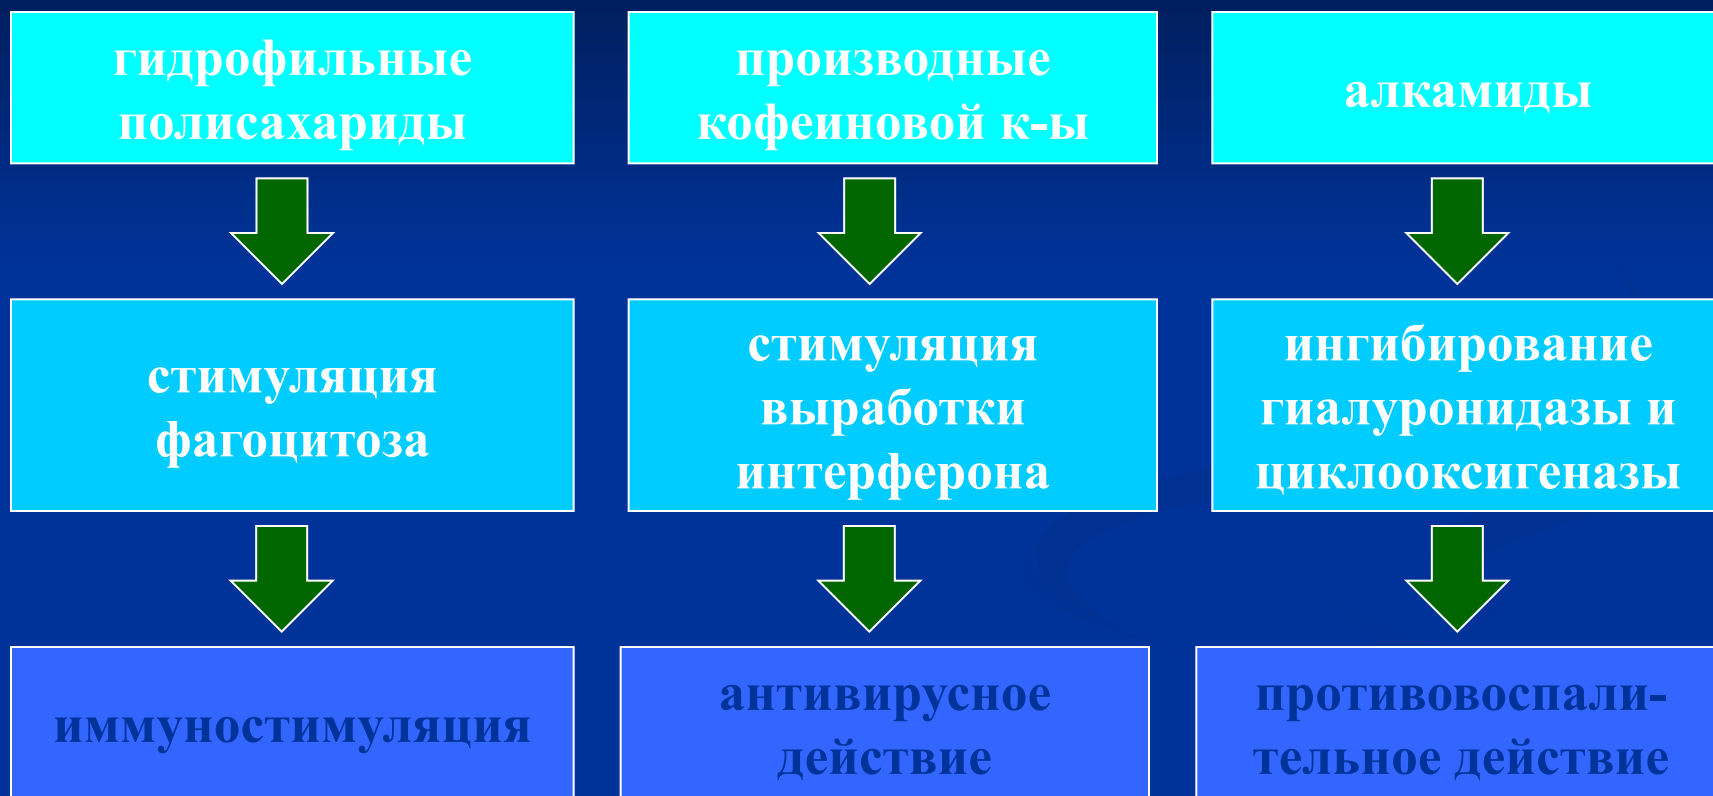 гидрофильные
полисахариды
производные
кофеиновой к-ы
алкамиды
стимуляция
фагоцитоза
стимуляция
выработки
интерферона
ингибирование
гиалуронидазы и
циклооксигеназы
иммуностимуляция
антивирусное
действие
противовоспали-
тельное действие